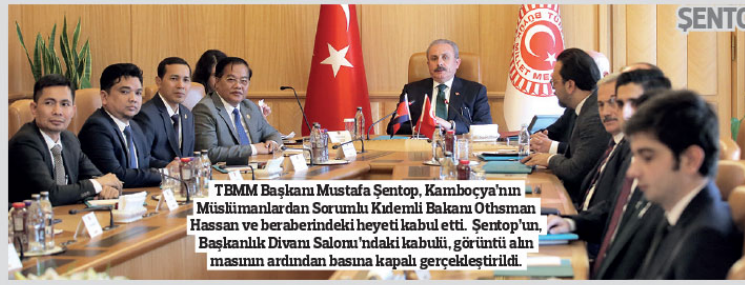 ŞENTO
TBMM Başkanı Mustafa Şentop, Kamboçya'nın
Müslümanlardan Sorumlu Kıdemli Bakanı Othsman
Hassan ve beraberindeki heyeti kabul etti. Şentop'un,
Başkanlık Divanı Salonu'ndaki kabulü, görüntü alın
masının ardından basına kapalı gerçekleştirildi.